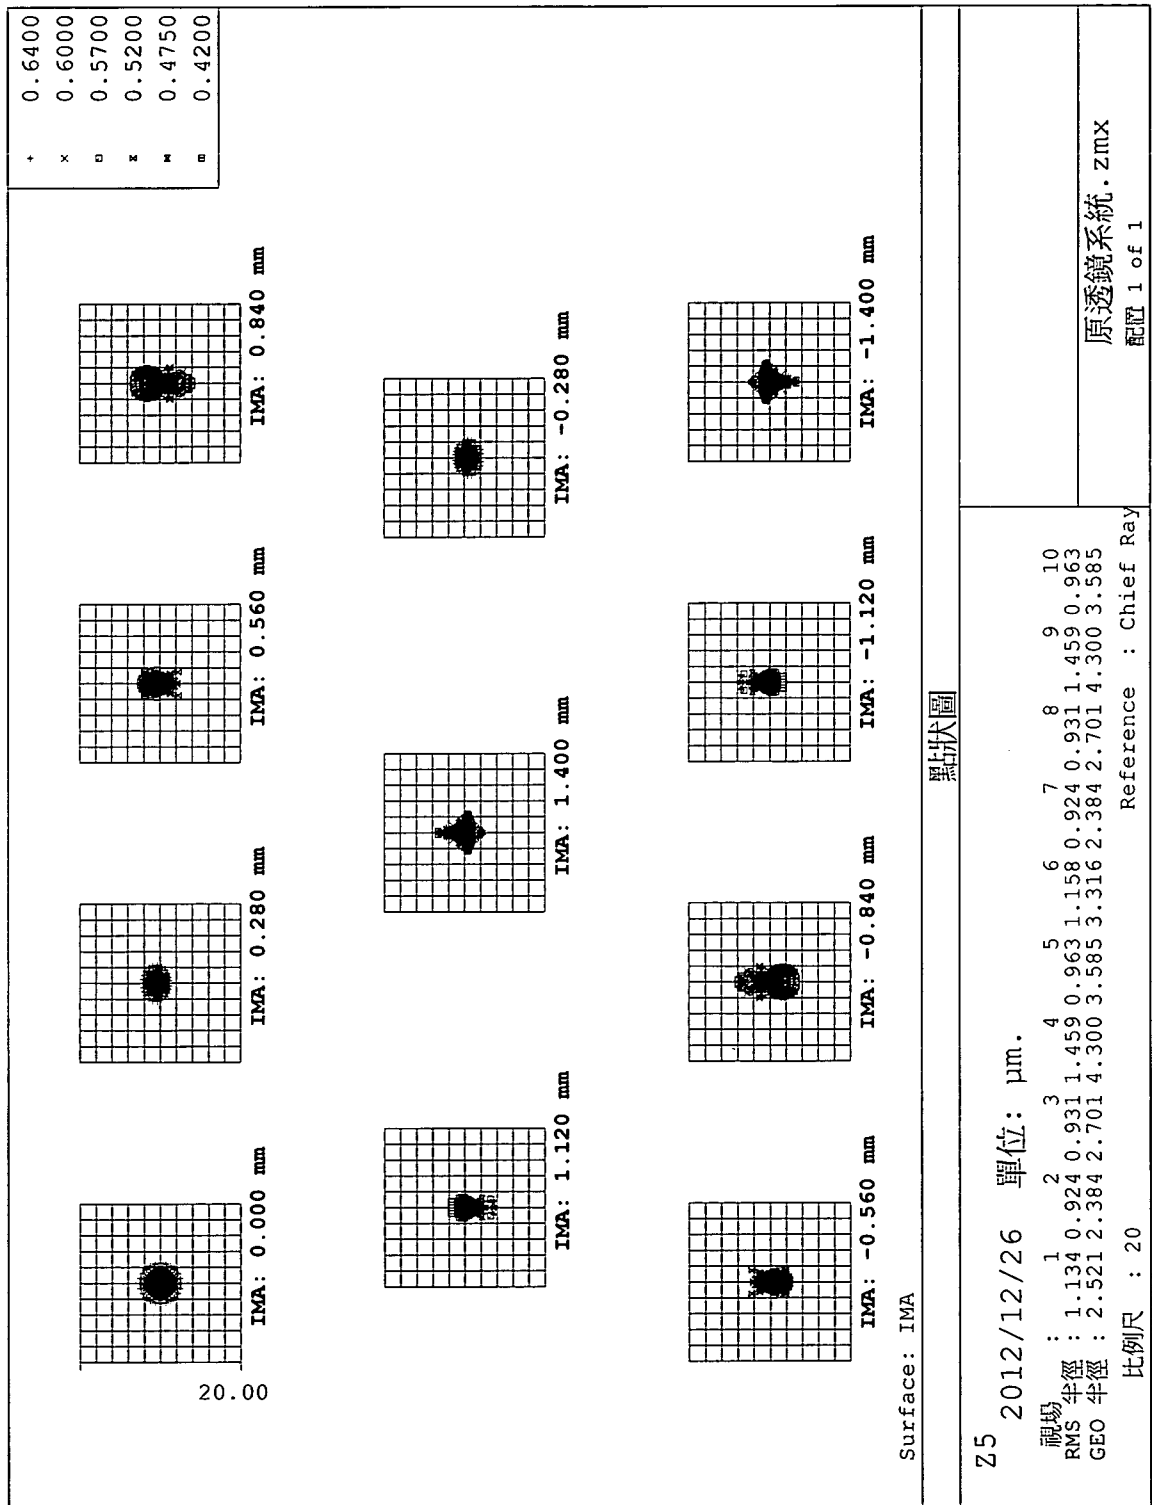 + 0.6400
× 0.6000
0.5700
0.5200
0.4750
0.4200
20.00
IMA: 0.000 mm
IMA: 0.280 mm
IMA: 0.560 mm
IMA: 0.840 mm
IMA: 1.120 mm
IMA: 1.400 mm
IMA: -0.280 mm
IMA: -0.560 mm
IMA: -0.840 mm
IMA: -1.120 mm
IMA: -1.400 mm
Surface: IMA
點狀圖
Z5
2012/12/26 單位: μm.
視場 : 1 2 3 4 5 6 7 8 9 10
RMS 半徑 : 1.134 0.924 0.931 1.459 0.963 1.158 0.924 0.931 1.459 0.963
GEO 半徑 : 2.521 2.384 2.701 4.300 3.585 3.316 2.384 2.701 4.300 3.585
比例尺 : 20 Reference : Chief Ray
原透鏡系統.zmx
配置 1 of 1